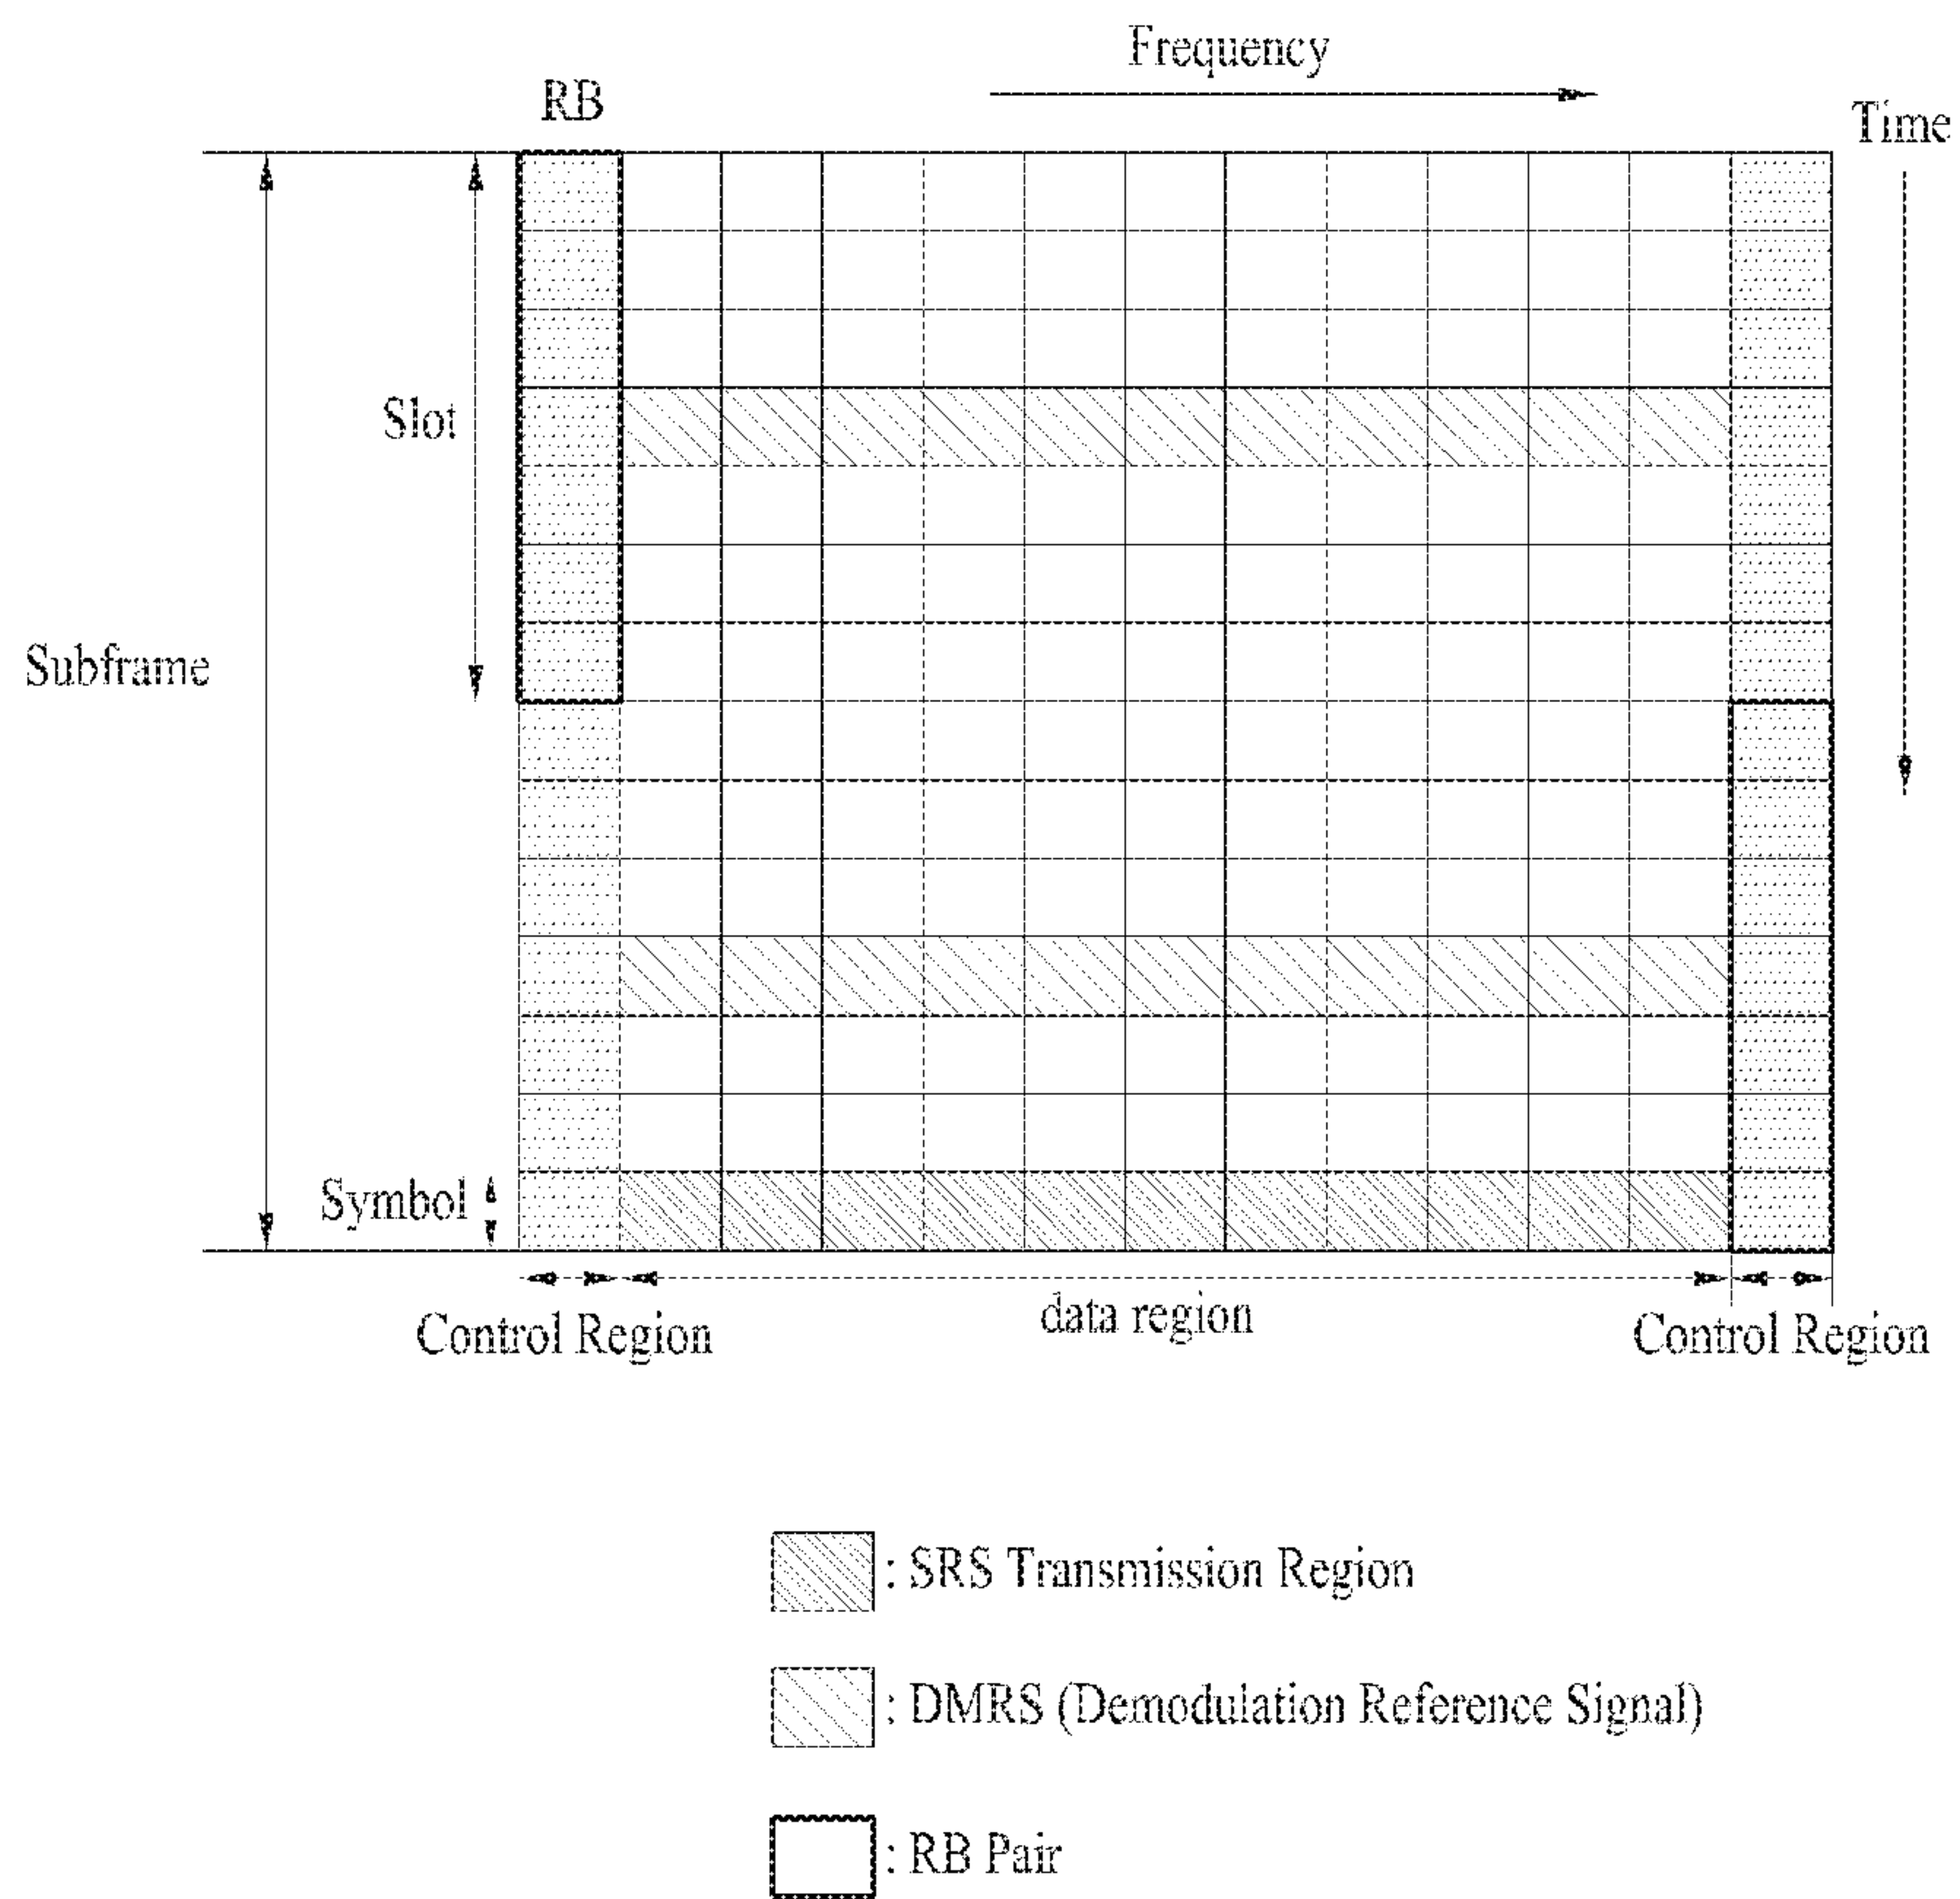 Frequency
RB
Time
Slot
Subframe
Symbol
Control Region
data region
Control Region
: SRS Transmission Region
: DMRS (Demodulation Reference Signal)
: RB Pair